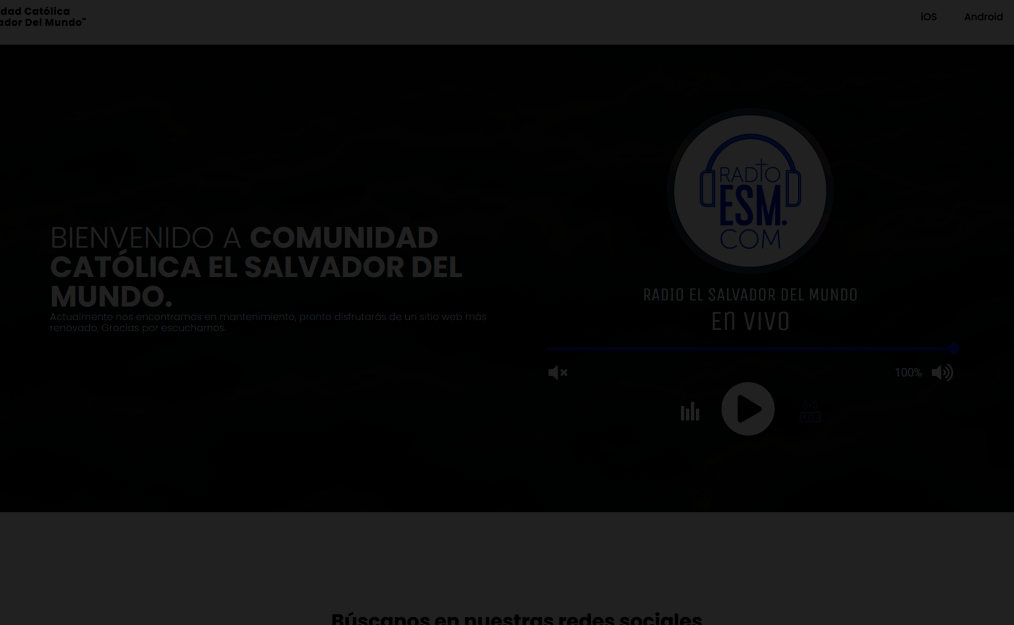 dad Católica
ador Del Mundo"
iOS
Android
BIENVENIDO A COMUNIDAD
CATÓLICA EL SALVADOR DEL
MUNDO.
Actualmente nos encontramos en mantenimiento, pronto disfrutarás de un sitio web más
renovado, Gracias por escucharnos.
RADIO
ESM.
COM
RADIO EL SALVADOR DEL MUNDO
En VIVO
100%
Búscanos en nuestras redes sociales